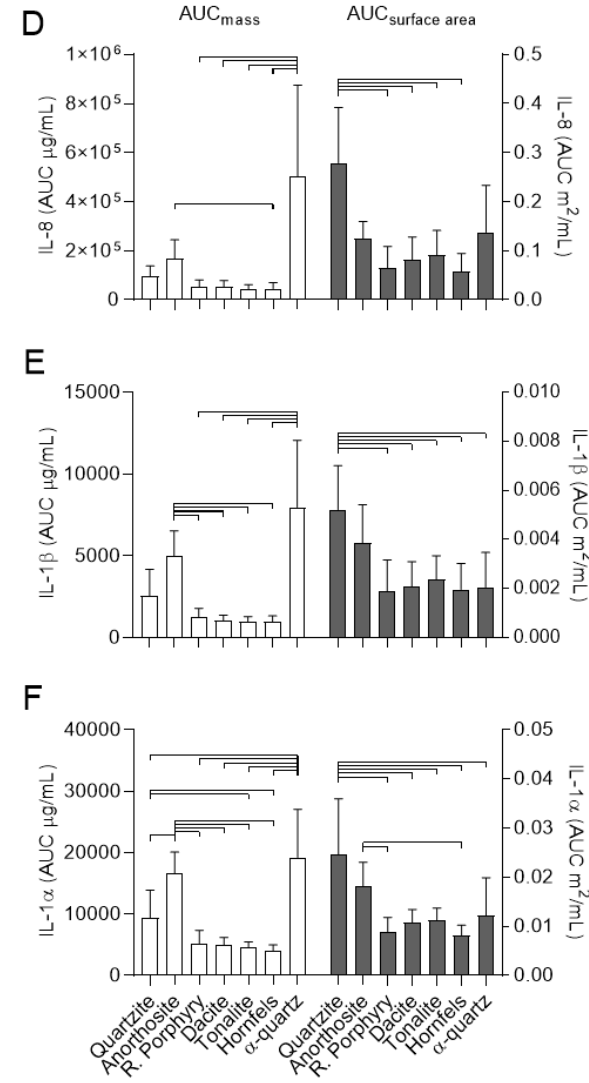 D
AUCmass
AUCsurface area
IL-8 (AUC µg/mL)
1×10⁶
8×10⁵
6×10⁵
4×10⁵
2×10⁵
0
0.5
0.4
0.3
0.2
0.1
0.0
IL-8 (AUC m²/mL)
E
IL-1β (AUC µg/mL)
15000
10000
5000
0
0.010
0.008
0.006
0.004
0.002
0.000
IL-1β (AUC m²/mL)
F
IL-1α (AUC µg/mL)
40000
30000
20000
10000
0
0.05
0.04
0.03
0.02
0.01
0.00
IL-1α (AUC m²/mL)
Quartzite
Anorthosite
R. Porphyry
Dacite
Tonalite
Hornfels
α-quartz
Quartzite
Anorthosite
R. Porphyry
Dacite
Tonalite
Hornfels
α-quartz